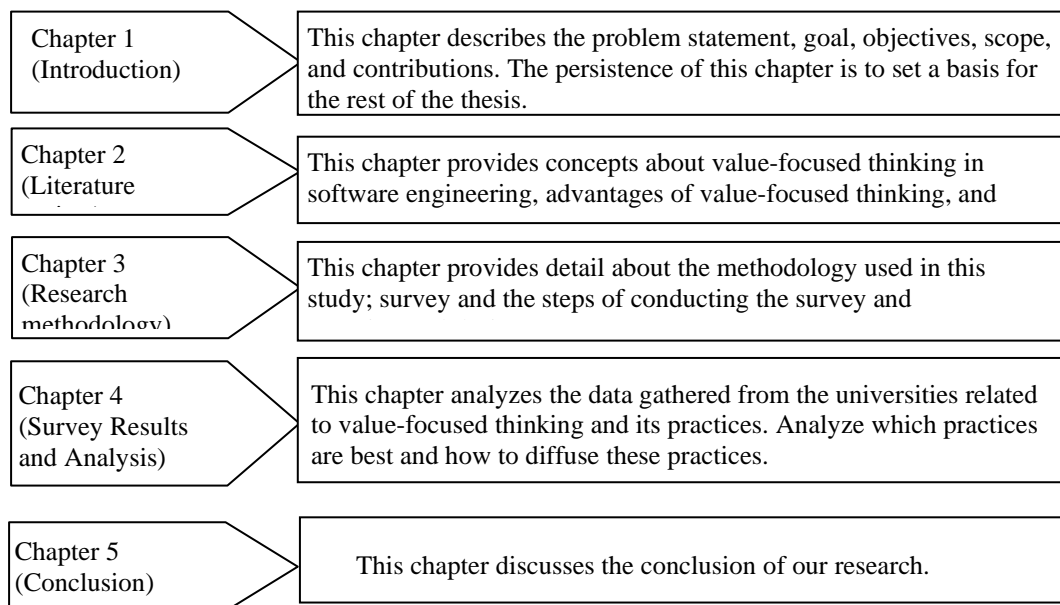 Chapter 1
(Introduction)
This chapter describes the problem statement, goal, objectives, scope,
and contributions. The persistence of this chapter is to set a basis for
the rest of the thesis.
Chapter 2
(Literature
This chapter provides concepts about value-focused thinking in
software engineering, advantages of value-focused thinking, and
Chapter 3
(Research
methodology)
This chapter provides detail about the methodology used in this
study; survey and the steps of conducting the survey and
Chapter 4
(Survey Results
and Analysis)
This chapter analyzes the data gathered from the universities related
to value-focused thinking and its practices. Analyze which practices
are best and how to diffuse these practices.
Chapter 5
(Conclusion)
This chapter discusses the conclusion of our research.